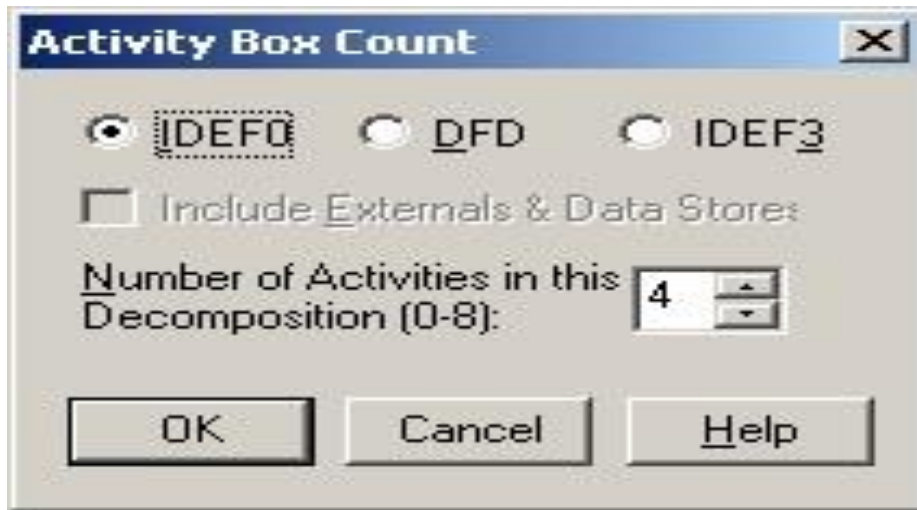 Activity Box Count
IDEF0 DFD IDEF3
Include Externals & Data Stores
Number of Activities in this
Decomposition (0-8):
4
OK Cancel Help